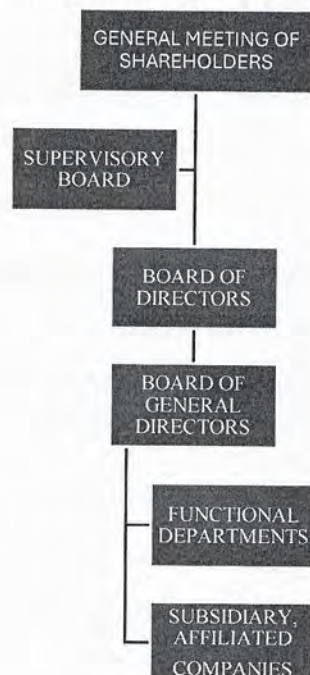 GENERAL MEETING OF
SHAREHOLDERS
SUPERVISORY
BOARD
BOARD OF
DIRECTORS
BOARD OF
GENERAL
DIRECTORS
FUNCTIONAL
DEPARTMENTS
SUBSIDIARY,
AFFILIATED
COMPANIES